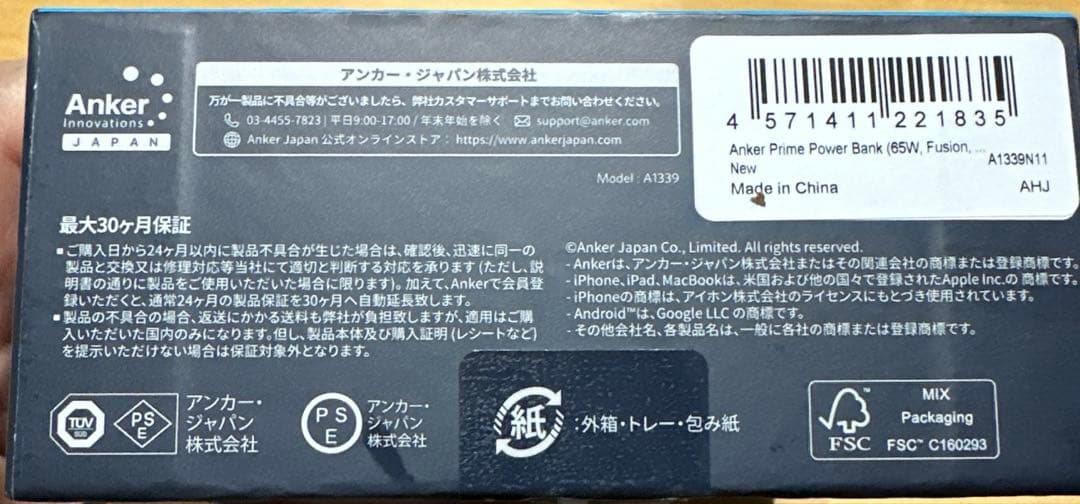 Anker
Innovations
JAPAN
アンカー・ジャパン株式会社
万が一製品に不具合等がございましたら、弊社カスタマーサポートまでお問い合わせください。
03-4455-7823 | 平日9:00-17:00 / 年末年始を除く support@anker.com
Anker Japan 公式オンラインストア : https://www.ankerjapan.com
Model : A1339
4 571411 221835
Anker Prime Power Bank (65W, Fusion, ...
New
A1339N11
Made in China
AHJ
最大30ヶ月保証
■ご購入日から24ヶ月以内に製品不具合が生じた場合は、確認後、迅速に同一の
製品と交換又は修理対応等当社にて適切と判断する対応を承ります(ただし、説
明書の通りに製品をご使用いただいた場合に限ります)。加えて、Ankerで会員登
録いただくと、通常24ヶ月の製品保証を30ヶ月へ自動延長致します。
■製品の不具合の場合、返送にかかる送料も弊社が負担致しますが、適用はご購
入いただいた国内のみになります。但し、製品本体及び購入証明(レシートなど)
を提示いただけない場合は保証対象外となります。
©Anker Japan Co., Limited. All rights reserved.
- Ankerは、アンカー・ジャパン株式会社またはその関連会社の商標または登録商標です。
- iPhone、iPad、MacBookは、米国および他の国々で登録されたApple Inc.の 商標です。
- iPhoneの商標は、アイホン株式会社のライセンスにもとづき使用されています。
- Android™は、Google LLC の商標です。
- その他会社名、各製品名は、一般に各社の商標または登録商標です。
TÜV
SÜD
PS
E
アンカー・
ジャパン
株式会社
P S
E
アンカー・
ジャパン
株式会社
紙
:外箱・トレー・包み紙
FSC
MIX
Packaging
FSC™ C160293